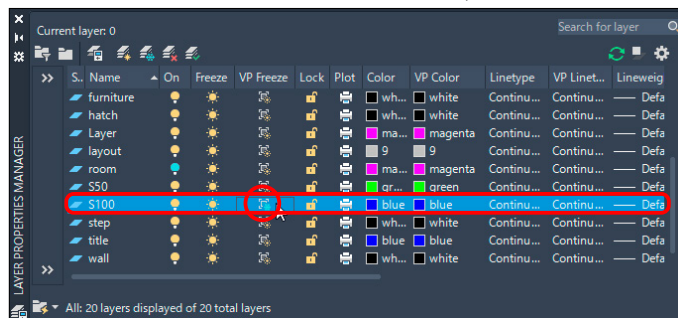 Current layer: 0
Search for layer
S.. Name On Freeze VP Freeze Lock Plot Color VP Color Linetype VP Linet... Lineweig
furniture wh... white Continu... Continu... Defa
hatch wh... white Continu... Continu... Defa
Layer ma... magenta Continu... Continu... Defa
layout 9 9 Continu... Continu... Defa
room ma... magenta Continu... Continu... Defa
S50 gr... green Continu... Continu... Defa
S100 blue blue Continu... Continu... Defa
step wh... white Continu... Continu... Defa
title blue blue Continu... Continu... Defa
wall wh... white Continu... Continu... Defa
LAYER PROPERTIES MANAGER
All: 20 layers displayed of 20 total layers